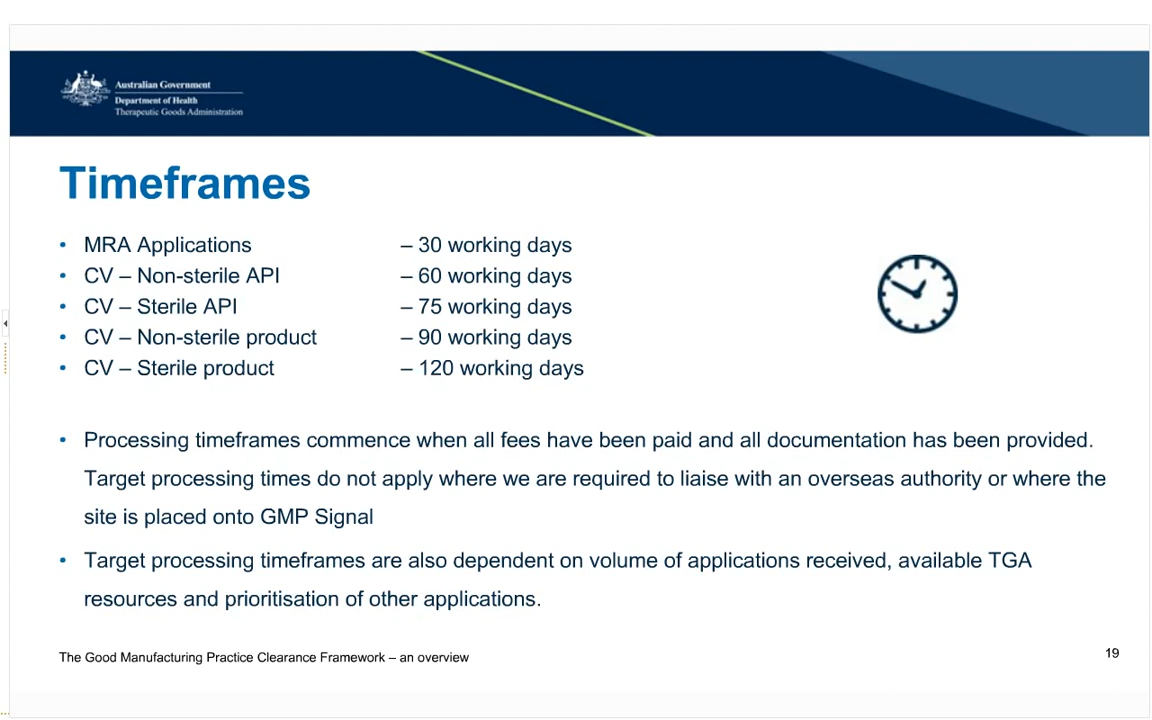 Australian Government
Department of Health
Therapeutic Goods Administration
Timeframes
• MRA Applications – 30 working days
• CV – Non-sterile API – 60 working days
• CV – Sterile API – 75 working days
• CV – Non-sterile product – 90 working days
• CV – Sterile product – 120 working days
• Processing timeframes commence when all fees have been paid and all documentation has been provided.
Target processing times do not apply where we are required to liaise with an overseas authority or where the
site is placed onto GMP Signal
• Target processing timeframes are also dependent on volume of applications received, available TGA
resources and prioritisation of other applications.
The Good Manufacturing Practice Clearance Framework – an overview
19